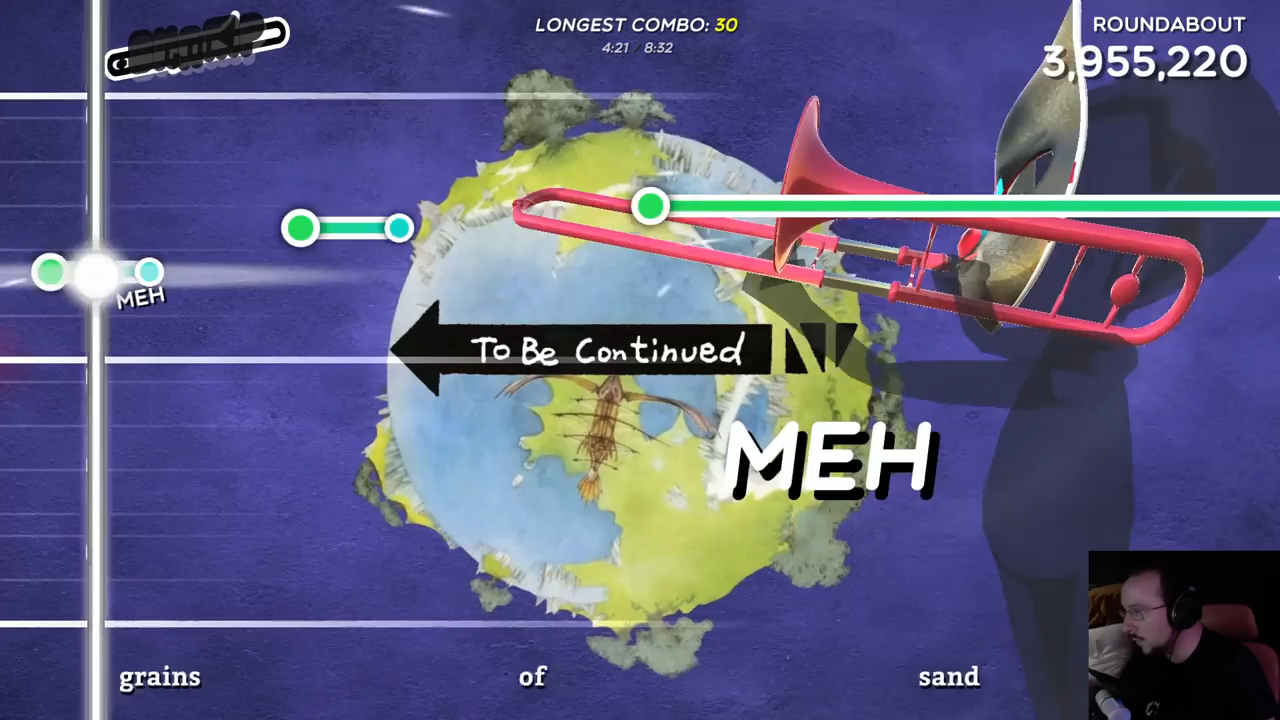 LONGEST COMBO: 30
4:21 / 8:32
ROUNDABOUT
3,955,220
MEH
To Be Continued
MEH
grains of sand